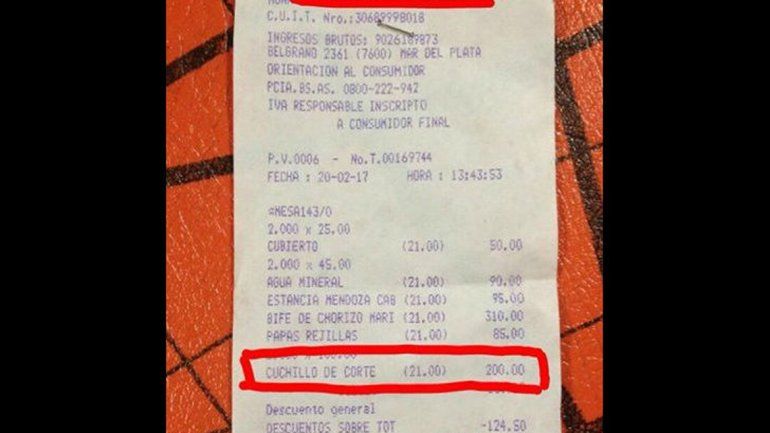 C.U.I.T. Nro.:30689998018
INGRESOS BRUTOS: 9026189873
BELGRANO 2361 (7600) MAR DEL PLATA
ORIENTACION AL CONSUMIDOR
PCIA.BS.AS. 0800-222-942
IVA RESPONSABLE INSCRIPTO
A CONSUMIDOR FINAL
P.V.0006 - No.T.00169744
FECHA : 20-02-17 HORA : 13:43:53
#MESA143/0
2.000 x 25.00
CUBIERTO (21.00) 50.00
2.000 x 45.00
AGUA MINERAL (21.00) 90.00
ESTANCIA MENDOZA CAB (21.00) 95.00
BIFE DE CHORIZO MARI (21.00) 310.00
PAPAS REJILLAS (21.00) 85.00
CUCHILLO DE CORTE (21.00) 200.00
Descuento general
DESCUENTOS SOBRE TOT -124.50